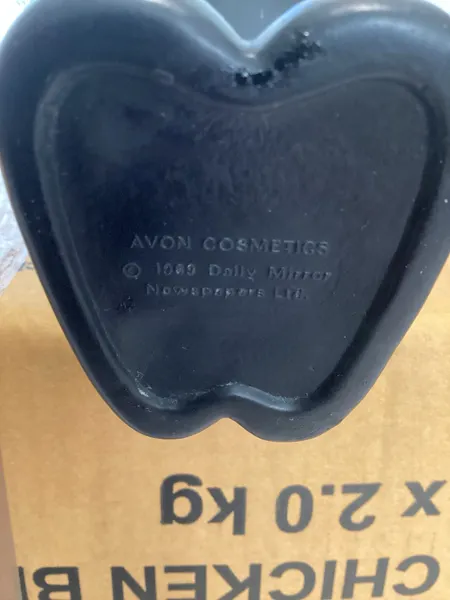 AVON COSMETICS
© 1969 Daily Mirror
Newspapers Ltd.
CHICKEN
x 2.0 kg